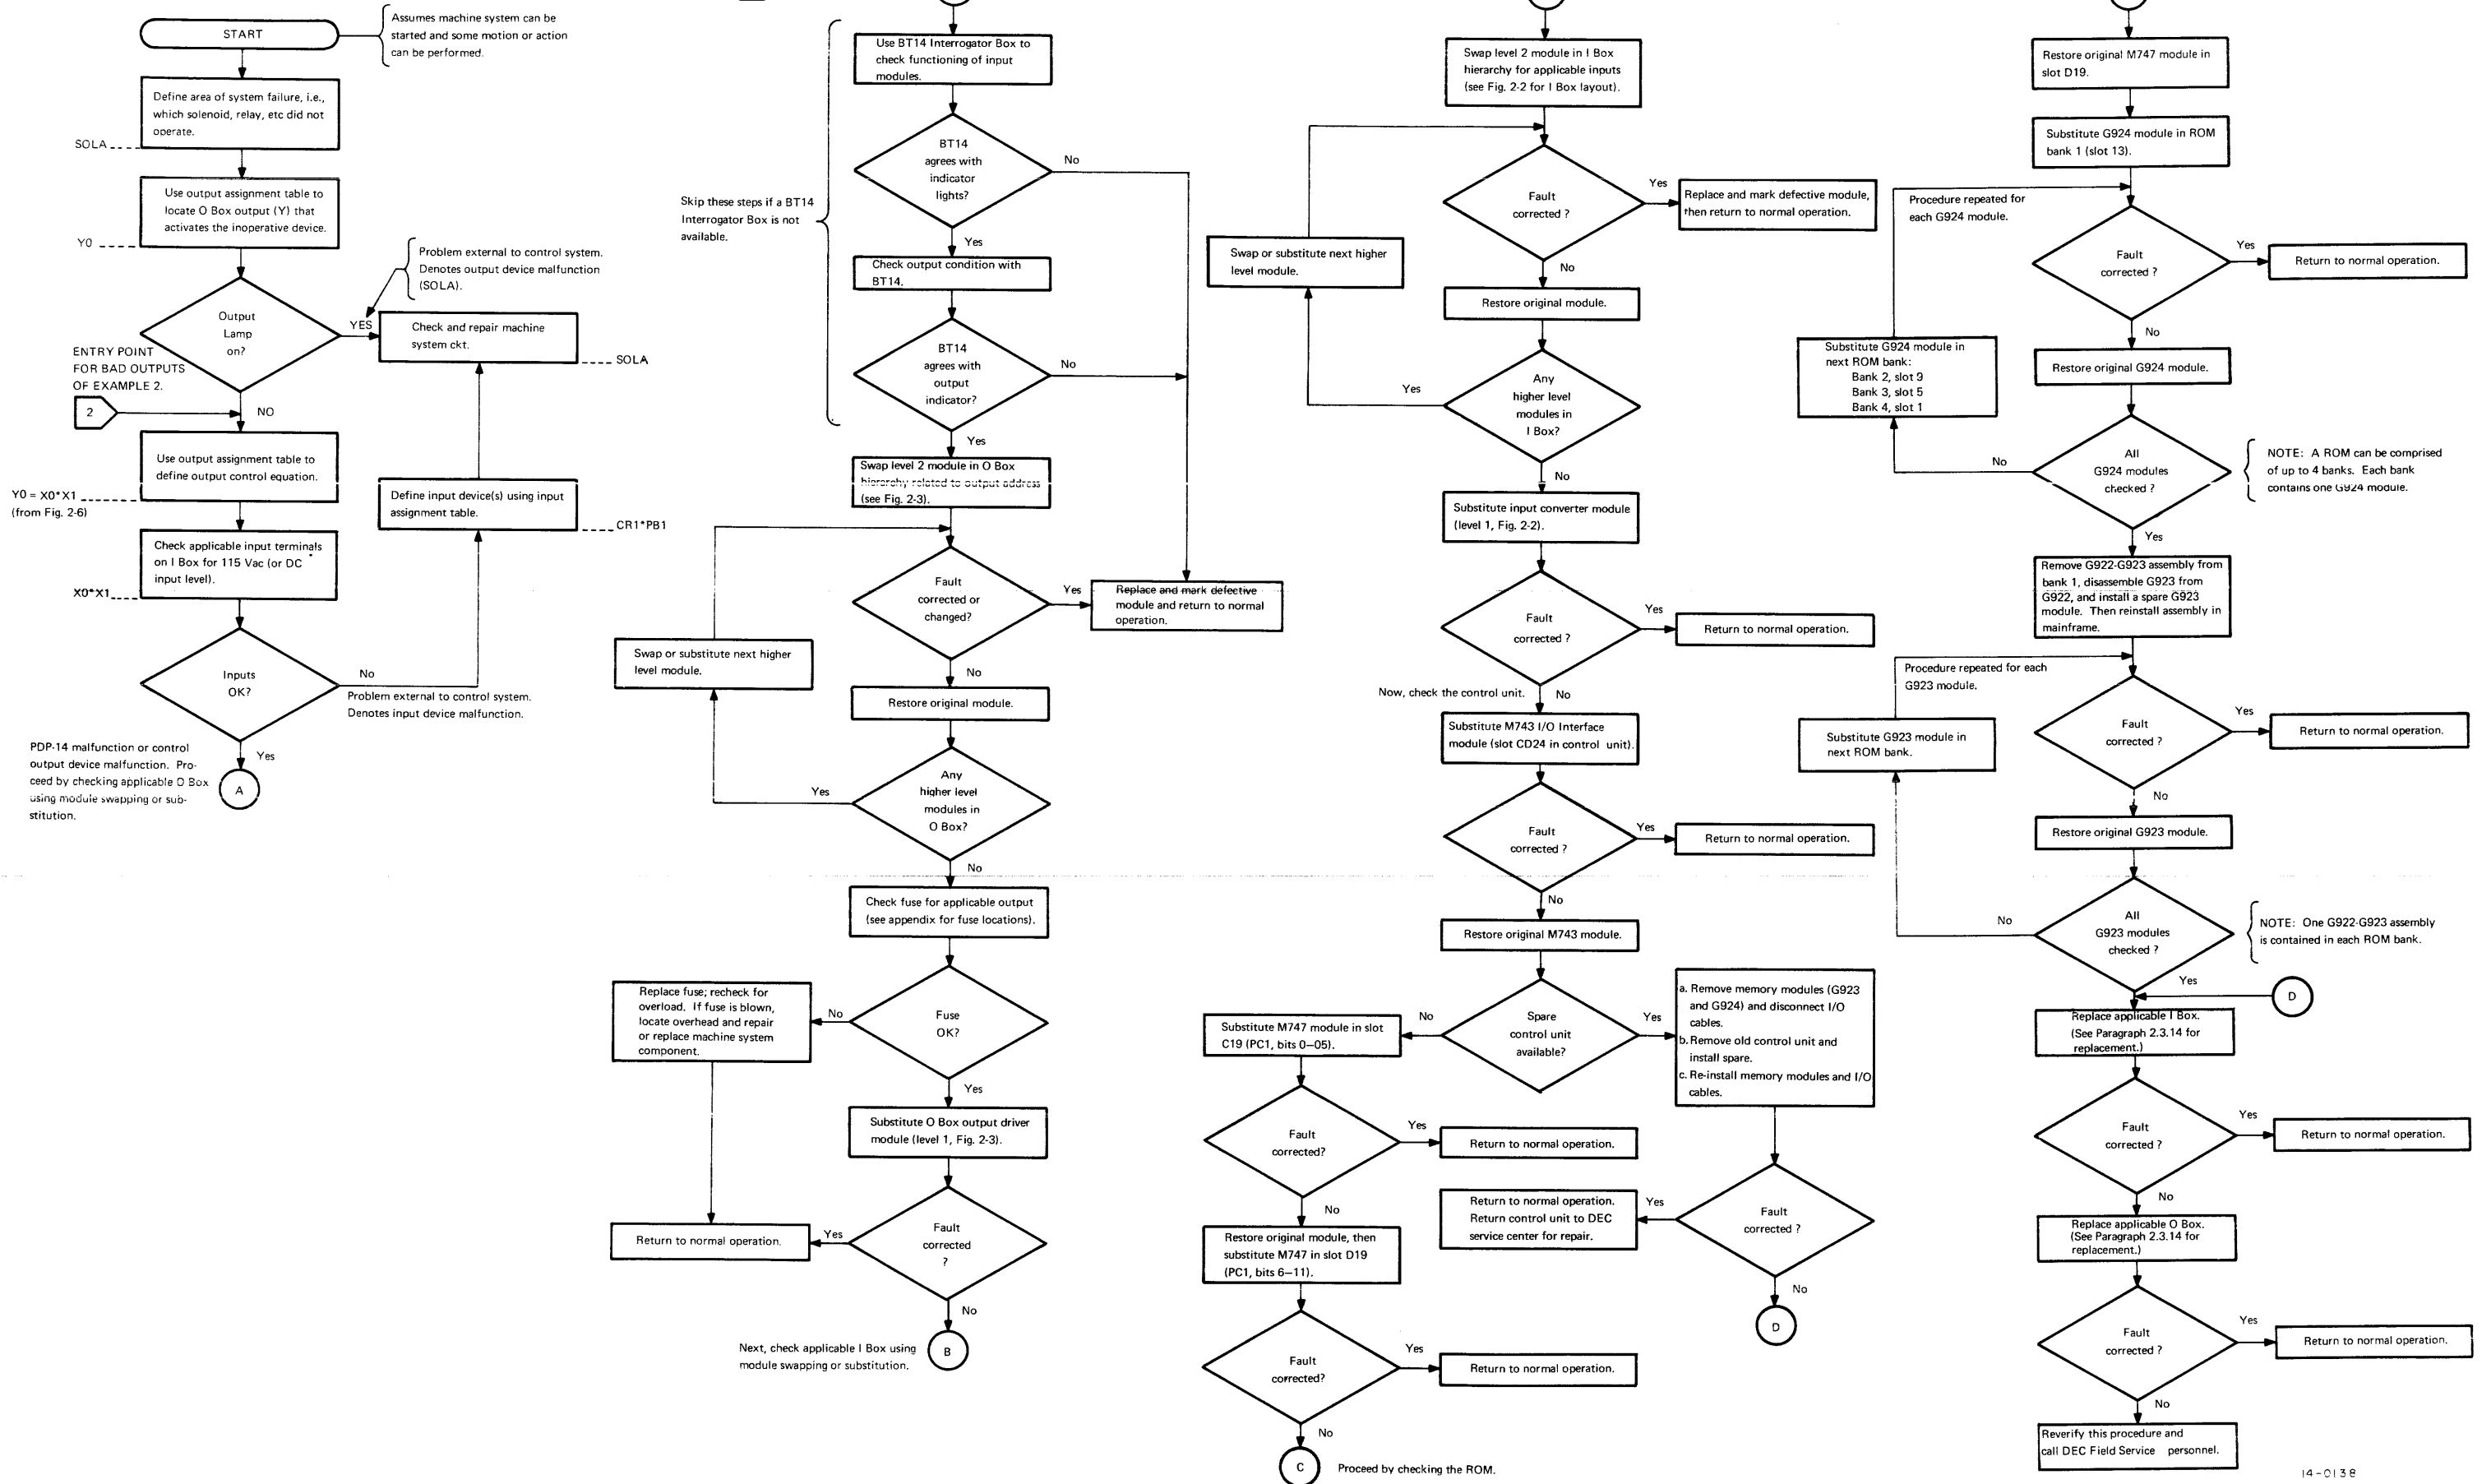 START
Assumes machine system can be
started and some motion or action
can be performed.
Define area of system failure, i.e.,
which solenoid, relay, etc did not
operate.
SOLA
Use output assignment table to
locate O Box output (Y) that
activates the inoperative device.
Y0
Problem external to control system.
Denotes output device malfunction
(SOLA).
Output
Lamp
on?
YES
Check and repair machine
system ckt.
SOLA
ENTRY POINT
FOR BAD OUTPUTS
OF EXAMPLE 2.
2
NO
Use output assignment table to
define output control equation.
Y0 = X0*X1
(from Fig. 2-6)
Define input device(s) using input
assignment table.
CR1*PB1
Check applicable input terminals
on I Box for 115 Vac (or DC
input level).
X0*X1
Inputs
OK?
No
Problem external to control system.
Denotes input device malfunction.
Yes
PDP-14 malfunction or control
output device malfunction. Pro-
ceed by checking applicable O Box
using module swapping or sub-
stitution.
A
Use BT14 Interrogator Box to
check functioning of input
modules.
BT14
agrees with
indicator
lights?
No
Skip these steps if a BT14
Interrogator Box is not
available.
Yes
Check output condition with
BT14.
BT14
agrees with
output
indicator?
No
Yes
Swap level 2 module in O Box
hierarchy related to output address
(see Fig. 2-3).
Fault
corrected or
changed?
Yes
Replace and mark defective
module and return to normal
operation.
Swap or substitute next higher
level module.
No
Restore original module.
Any
higher level
modules in
O Box?
Yes
No
Check fuse for applicable output
(see appendix for fuse locations).
Fuse
OK?
No
Replace fuse; recheck for
overload. If fuse is blown,
locate overhead and repair
or replace machine system
component.
Yes
Substitute O Box output driver
module (level 1, Fig. 2-3).
Fault
corrected
?
Yes
Return to normal operation.
No
Next, check applicable I Box using
module swapping or substitution.
B
Swap level 2 module in I Box
hierarchy for applicable inputs
(see Fig. 2-2 for I Box layout).
Fault
corrected ?
Yes
Replace and mark defective module,
then return to normal operation.
Swap or substitute next higher
level module.
No
Restore original module.
Any
higher level
modules in
I Box?
Yes
No
Substitute input converter module
(level 1, Fig. 2-2).
Fault
corrected ?
Yes
Return to normal operation.
Now, check the control unit.
No
Substitute M743 I/O Interface
module (slot CD24 in control unit).
Fault
corrected ?
Yes
Return to normal operation.
No
Restore original M743 module.
Spare
control unit
available?
No
Yes
Substitute M747 module in slot
C19 (PC1, bits 0–05).
a. Remove memory modules (G923
and G924) and disconnect I/O
cables.
b. Remove old control unit and
install spare.
c. Re-install memory modules and I/O
cables.
Fault
corrected?
Yes
Return to normal operation.
No
Restore original module, then
substitute M747 in slot D19
(PC1, bits 6–11).
Fault
corrected ?
Yes
Return to normal operation.
Return control unit to DEC
service center for repair.
No
D
Fault
corrected?
Yes
Return to normal operation.
No
C
Proceed by checking the ROM.
Restore original M747 module in
slot D19.
Substitute G924 module in ROM
bank 1 (slot 13).
Procedure repeated for
each G924 module.
Fault
corrected ?
Yes
Return to normal operation.
No
Substitute G924 module in
next ROM bank:
Bank 2, slot 9
Bank 3, slot 5
Bank 4, slot 1
Restore original G924 module.
All
G924 modules
checked ?
No
NOTE: A ROM can be comprised
of up to 4 banks. Each bank
contains one G924 module.
Yes
Remove G922-G923 assembly from
bank 1, disassemble G923 from
G922, and install a spare G923
module. Then reinstall assembly in
mainframe.
Procedure repeated for each
G923 module.
Fault
corrected ?
Yes
Return to normal operation.
Substitute G923 module in
next ROM bank.
No
Restore original G923 module.
All
G923 modules
checked ?
No
NOTE: One G922-G923 assembly
is contained in each ROM bank.
Yes
D
Replace applicable I Box.
(See Paragraph 2.3.14 for
replacement.)
Fault
corrected ?
Yes
Return to normal operation.
No
Replace applicable O Box.
(See Paragraph 2.3.14 for
replacement.)
Fault
corrected ?
Yes
Return to normal operation.
No
Reverify this procedure and
call DEC Field Service personnel.
14-0138